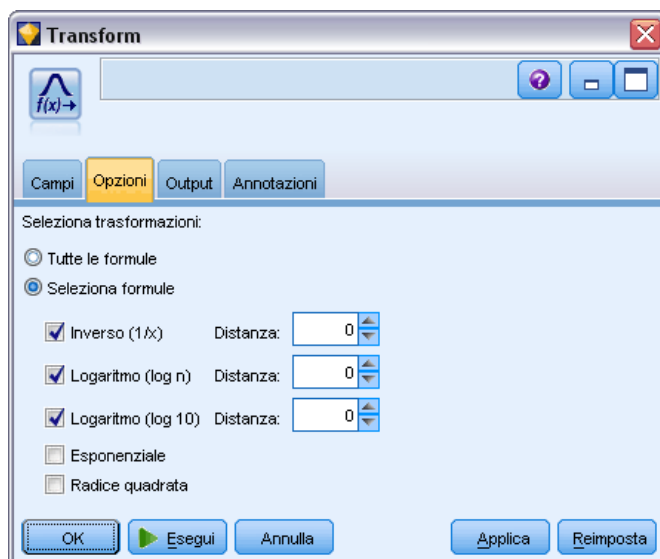 Transform
f(x)→
?
Campi Opzioni Output Annotazioni
Seleziona trasformazioni:
Tutte le formule
Seleziona formule
Inverso (1/x) Distanza: 0
Logaritmo (log n) Distanza: 0
Logaritmo (log 10) Distanza: 0
Esponenziale
Radice quadrata
OK Esegui Annulla Applica Reimposta